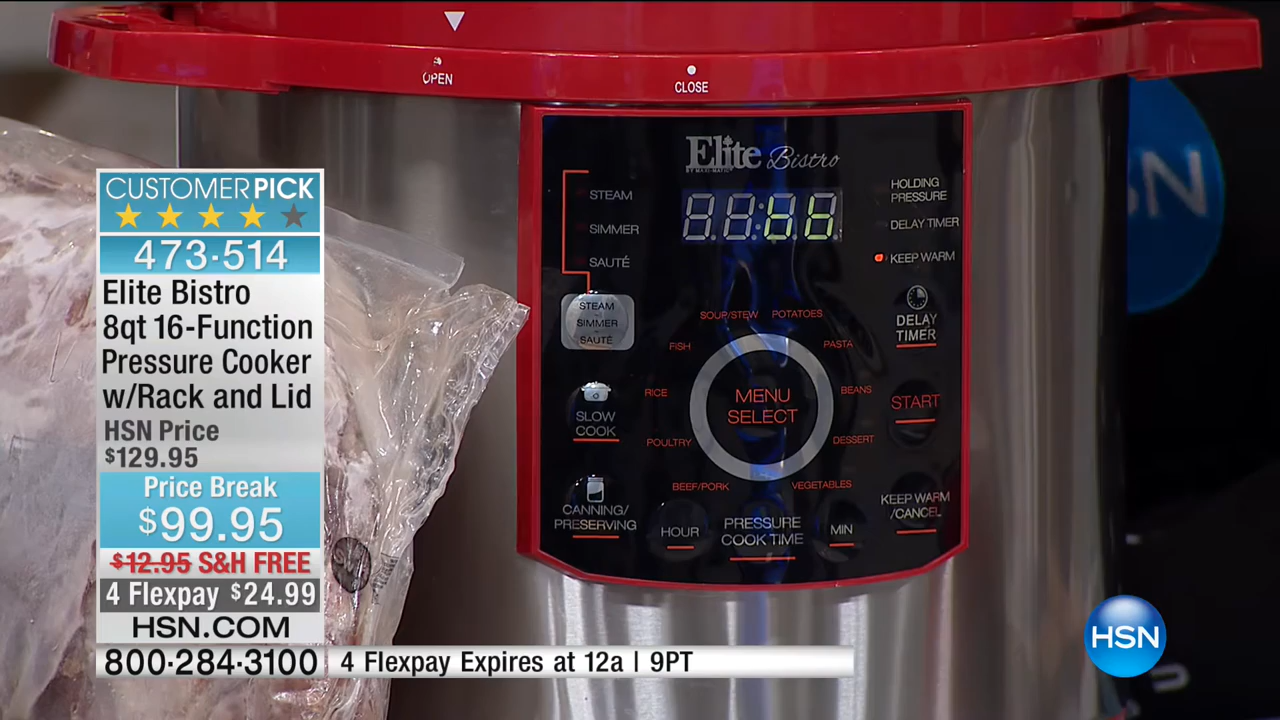 OPEN
CLOSE
Elite Bistro
BY MAXI-MATIC
STEAM
SIMMER
SAUTÉ
HOLDING
PRESSURE
DELAY TIMER
KEEP WARM
STEAM
SIMMER
SAUTÉ
DELAY
TIMER
SOUP/STEW
POTATOES
FISH
PASTA
RICE
BEANS
POULTRY
DESSERT
BEEF/PORK
VEGETABLES
MENU
SELECT
SLOW
COOK
START
CANNING/
PRESERVING
HOUR
PRESSURE
COOK TIME
MIN
KEEP WARM
/CANCEL
CUSTOMER PICK
473-514
Elite Bistro
8qt 16-Function
Pressure Cooker
w/Rack and Lid
HSN Price
$129.95
Price Break
$99.95
$12.95 S&H FREE
4 Flexpay $24.99
HSN.COM
800-284-3100
4 Flexpay Expires at 12a | 9PT
HSN